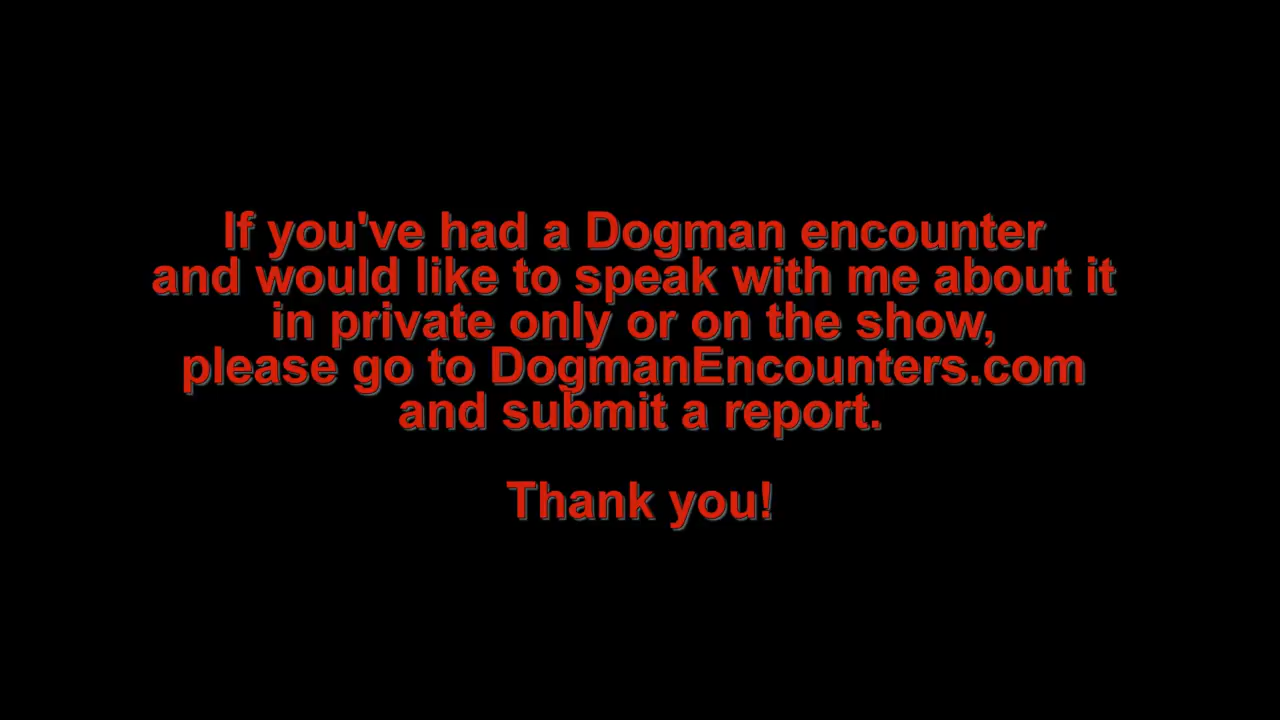 If you've had a Dogman encounter
and would like to speak with me about it
in private only or on the show,
please go to DogmanEncounters.com
and submit a report.
Thank you!